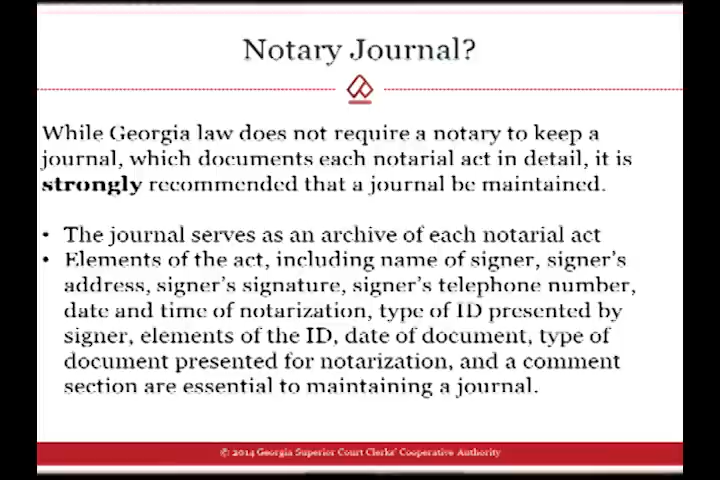 Notary Journal?
While Georgia law does not require a notary to keep a
journal, which documents each notarial act in detail, it is
strongly recommended that a journal be maintained.
• The journal serves as an archive of each notarial act
• Elements of the act, including name of signer, signer's
address, signer's signature, signer's telephone number,
date and time of notarization, type of ID presented by
signer, elements of the ID, date of document, type of
document presented for notarization, and a comment
section are essential to maintaining a journal.
© 2014 Georgia Superior Court Clerks' Cooperative Authority